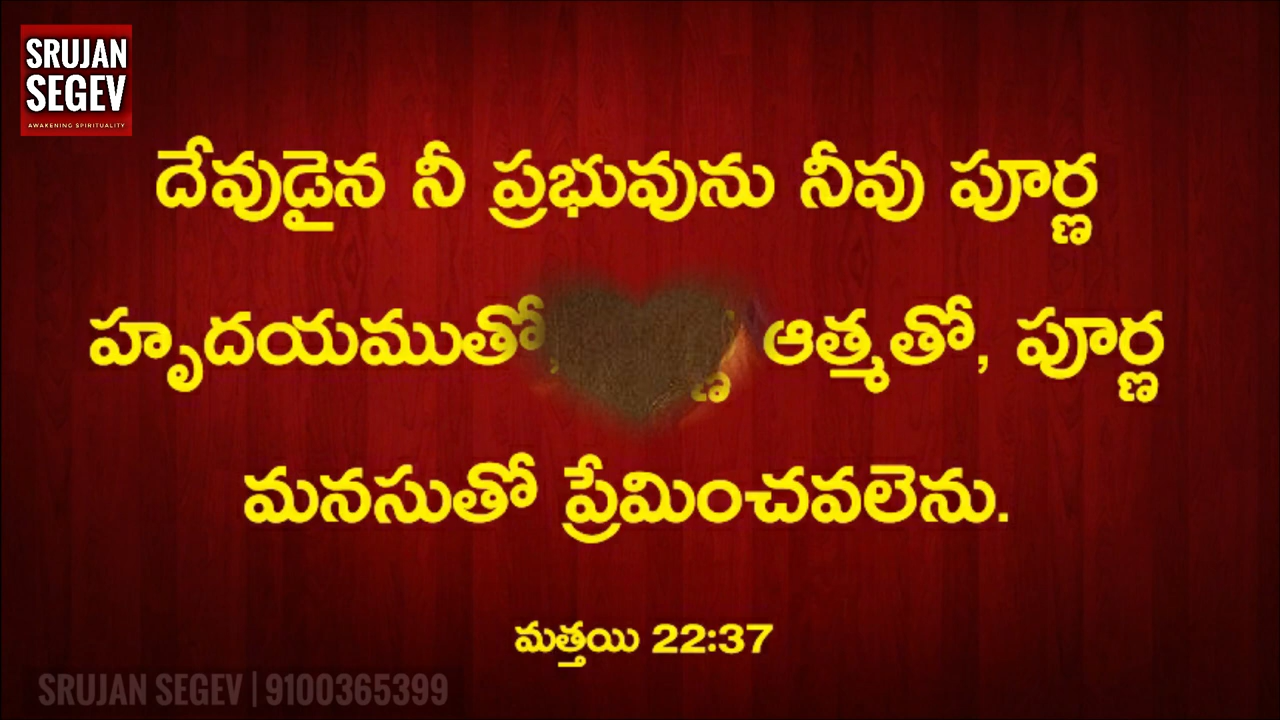 SRUJAN
SEGEV
AWAKENING SPIRITUALITY
దేవుడైన నీ ప్రభువును నీవు పూర్ణ
హృదయముతో, ఆత్మతో, పూర్ణ
మనసుతో ప్రేమించవలెను.
మత్తయి 22:37
SRUJAN SEGEV | 9100365399